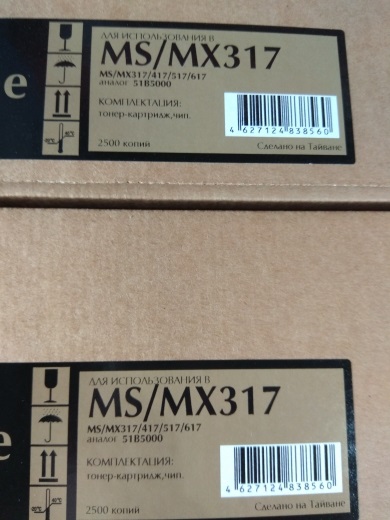 ДЛЯ ИСПОЛЬЗОВАНИЯ В
MS/MX317
MS/MX317/417/517/617
аналог 51B5000
КОМПЛЕКТАЦИЯ:
тонер-картридж,чип.
4 627124 838560
2500 копий
Сделано на Тайване
e
ДЛЯ ИСПОЛЬЗОВАНИЯ В
MS/MX317
MS/MX317/417/517/617
аналог 51B5000
КОМПЛЕКТАЦИЯ:
тонер-картридж,чип.
4 627124 838560
2500 копий
Сделано на Тайване
e